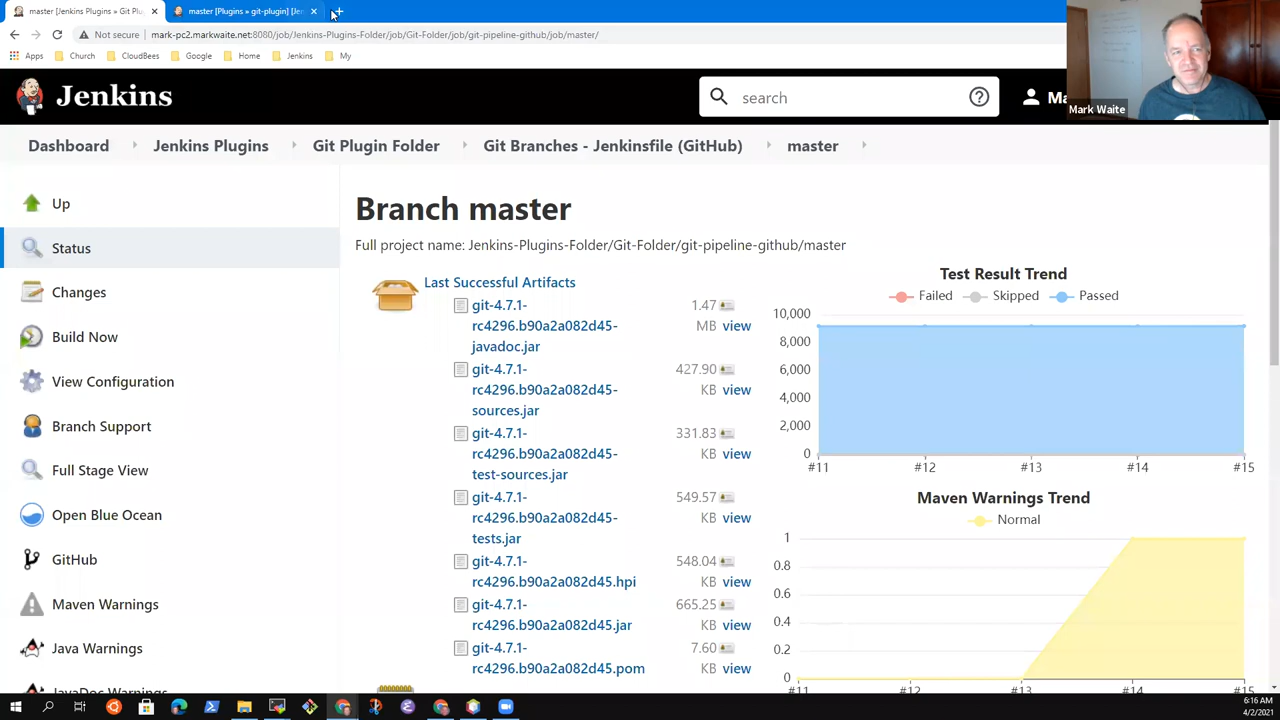 master [Jenkins Plugins » Git Plu
master [Plugins » git-plugin] [Jen
Not secure
mark-pc2.markwaite.net:8080/job/Jenkins-Plugins-Folder/job/Git-Folder/job/git-pipeline-github/job/master/
Apps Church CloudBees Google Home Jenkins My
Mark Waite
Jenkins
search
Ma
Dashboard Jenkins Plugins Git Plugin Folder Git Branches - Jenkinsfile (GitHub) master
Up
Status
Changes
Build Now
View Configuration
Branch Support
Full Stage View
Open Blue Ocean
GitHub
Maven Warnings
Java Warnings
JavaDoc Warnings
Branch master
Full project name: Jenkins-Plugins-Folder/Git-Folder/git-pipeline-github/master
Last Successful Artifacts
git-4.7.1- 1.47
rc4296.b90a2a082d45- MB view
javadoc.jar
git-4.7.1- 427.90
rc4296.b90a2a082d45- KB view
sources.jar
git-4.7.1- 331.83
rc4296.b90a2a082d45- KB view
test-sources.jar
git-4.7.1- 549.57
rc4296.b90a2a082d45- KB view
tests.jar
git-4.7.1- 548.04
rc4296.b90a2a082d45.hpi KB view
git-4.7.1- 665.25
rc4296.b90a2a082d45.jar KB view
git-4.7.1- 7.60
rc4296.b90a2a082d45.pom KB view
Test Result Trend
Failed Skipped Passed
10,000
8,000
6,000
4,000
2,000
0
#11 #12 #13 #14 #15
Maven Warnings Trend
Normal
1
0.8
0.6
0.4
0.2
0
#11 #12 #13 #14 #15
6:16 AM
4/2/2021